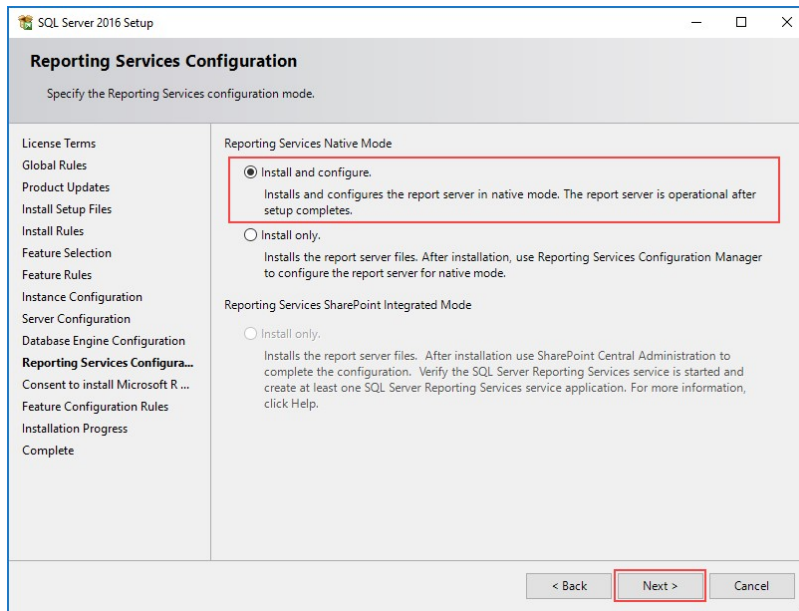 SQL Server 2016 Setup
Reporting Services Configuration
Specify the Reporting Services configuration mode.
License Terms
Global Rules
Product Updates
Install Setup Files
Install Rules
Feature Selection
Feature Rules
Instance Configuration
Server Configuration
Database Engine Configuration
Reporting Services Configura...
Consent to install Microsoft R ...
Feature Configuration Rules
Installation Progress
Complete
Reporting Services Native Mode
Install and configure.
Installs and configures the report server in native mode. The report server is operational after
setup completes.
Install only.
Installs the report server files. After installation, use Reporting Services Configuration Manager
to configure the report server for native mode.
Reporting Services SharePoint Integrated Mode
Install only.
Installs the report server files. After installation use SharePoint Central Administration to
complete the configuration. Verify the SQL Server Reporting Services service is started and
create at least one SQL Server Reporting Services service application. For more information,
click Help.
< Back
Next >
Cancel